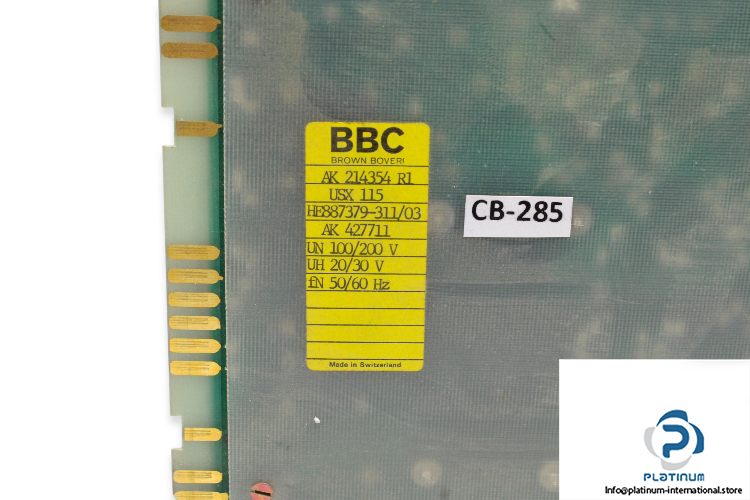 BBC
BROWN BOVERI
AK 214354 R1
USX 115
HE887379-311/03
AK 427711
UN 100/200 V
UH 20/30 V
fN 50/60 Hz
Made in Switzerland
CB-285
PLATINUM
Info@platinum-international.store